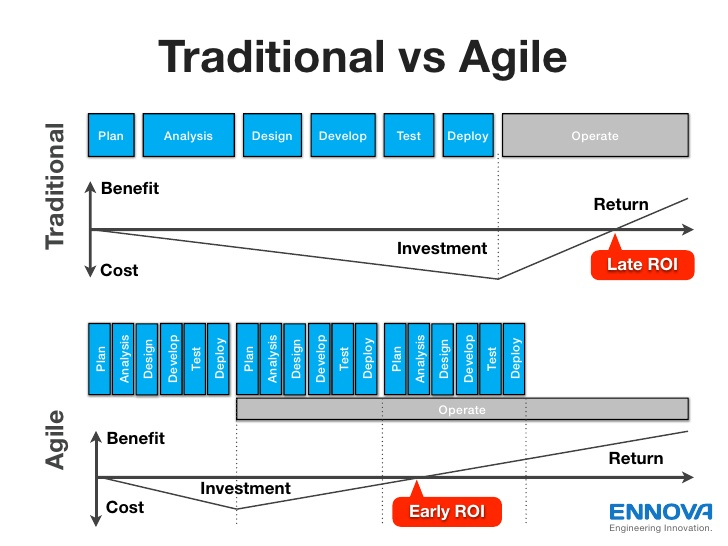 Traditional vs Agile
Traditional
Plan
Analysis
Design
Develop
Test
Deploy
Operate
Benefit
Return
Investment
Cost
Late ROI
Agile
Plan
Analysis
Design
Develop
Test
Deploy
Plan
Analysis
Design
Develop
Test
Deploy
Plan
Analysis
Design
Develop
Test
Deploy
Operate
Benefit
Return
Investment
Cost
Early ROI
ENNOVA
Engineering Innovation.